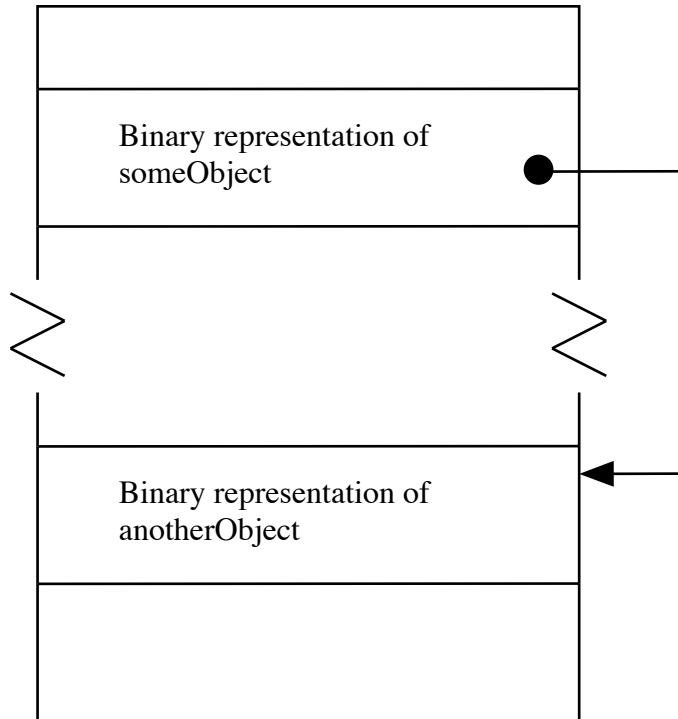 Binary representation of
someObject
Binary representation of
anotherObject